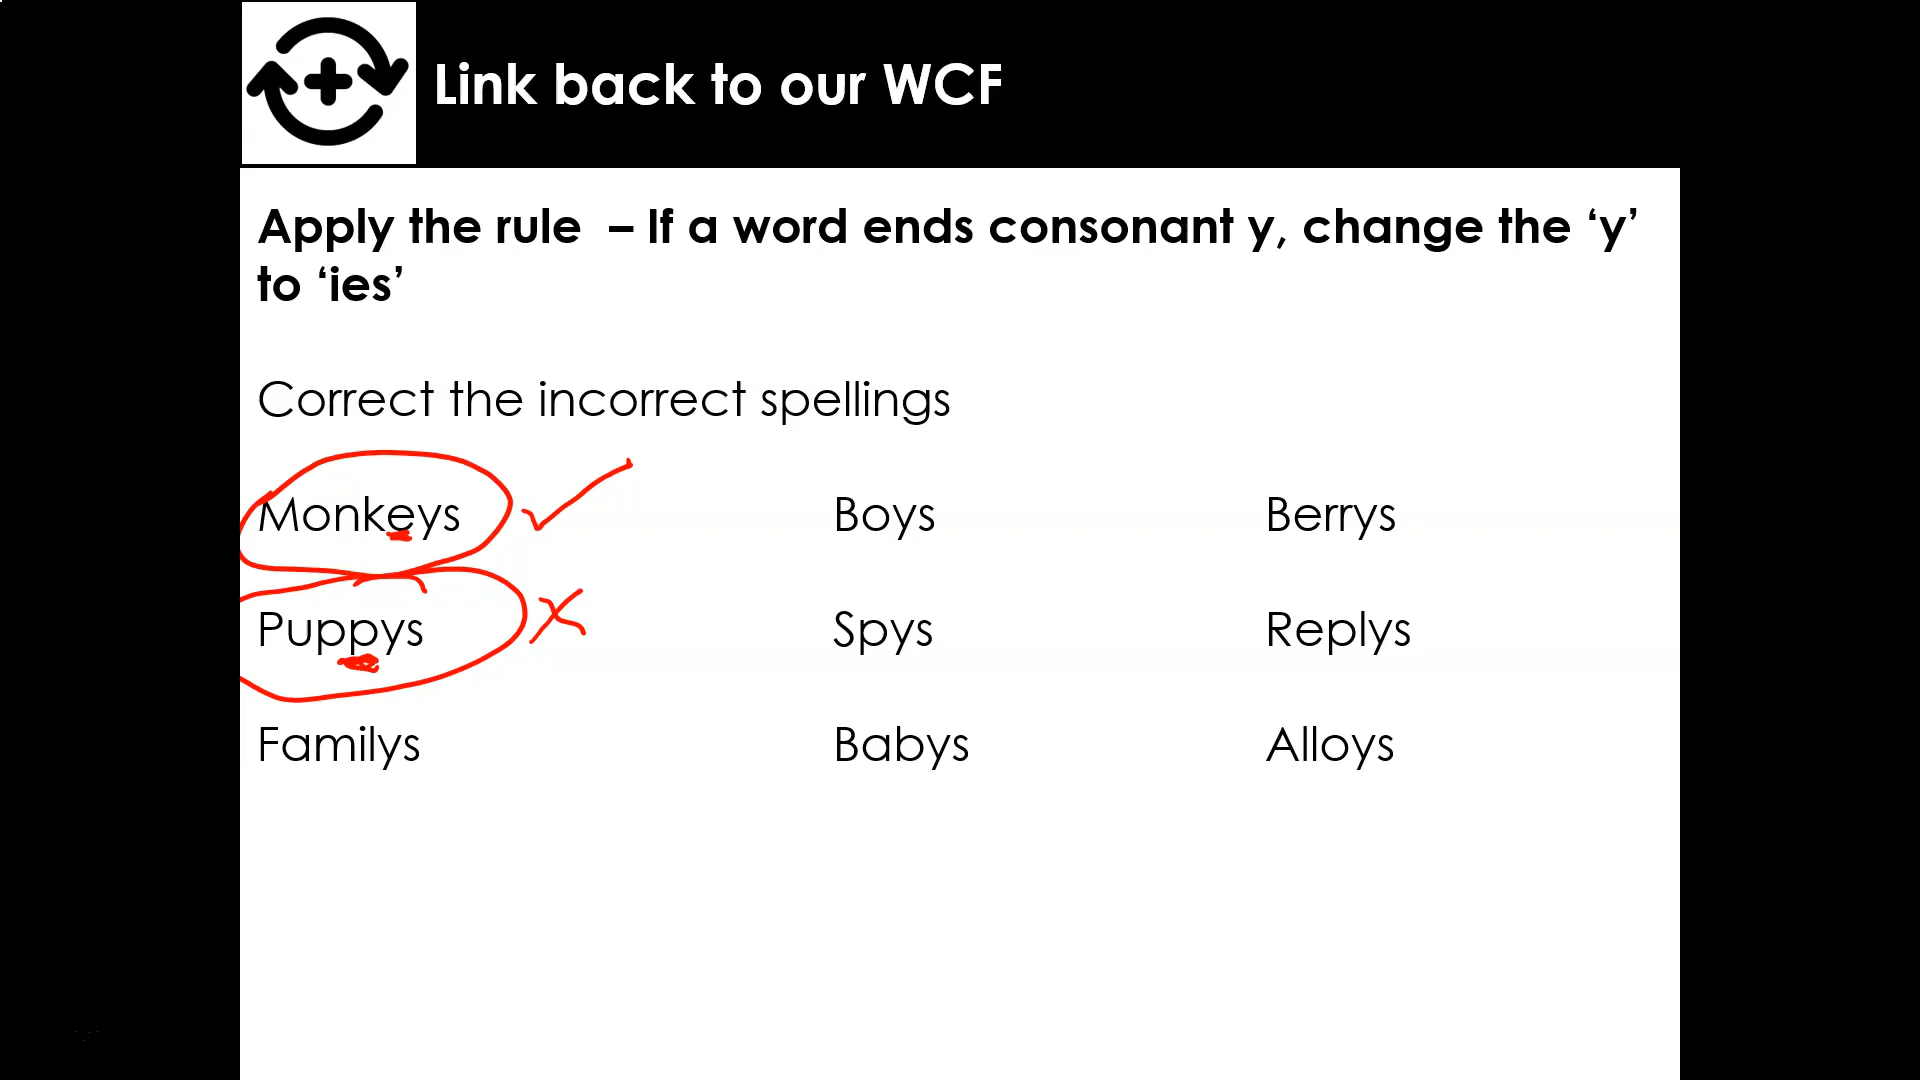 Link back to our WCF
Apply the rule – If a word ends consonant y, change the ‘y’
to ‘ies’
Correct the incorrect spellings
Monkeys Boys Berrys
Puppys Spys Replys
Familys Babys Alloys